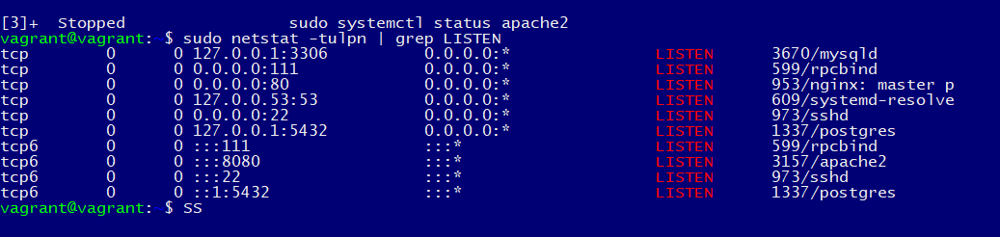 [3]+  Stopped                 sudo systemctl status apache2
vagrant@vagrant:~$ sudo netstat -tulpn | grep LISTEN
tcp        0      0 127.0.0.1:3306          0.0.0.0:*               LISTEN      3670/mysqld
tcp        0      0 0.0.0.0:111             0.0.0.0:*               LISTEN      599/rpcbind
tcp        0      0 0.0.0.0:80              0.0.0.0:*               LISTEN      953/nginx: master p
tcp        0      0 127.0.0.53:53           0.0.0.0:*               LISTEN      609/systemd-resolve
tcp        0      0 0.0.0.0:22              0.0.0.0:*               LISTEN      973/sshd
tcp        0      0 127.0.0.1:5432          0.0.0.0:*               LISTEN      1337/postgres
tcp6       0      0 :::111                  :::*                    LISTEN      599/rpcbind
tcp6       0      0 :::8080                 :::*                    LISTEN      3157/apache2
tcp6       0      0 :::22                   :::*                    LISTEN      973/sshd
tcp6       0      0 ::1:5432                :::*                    LISTEN      1337/postgres
vagrant@vagrant:~$ SS